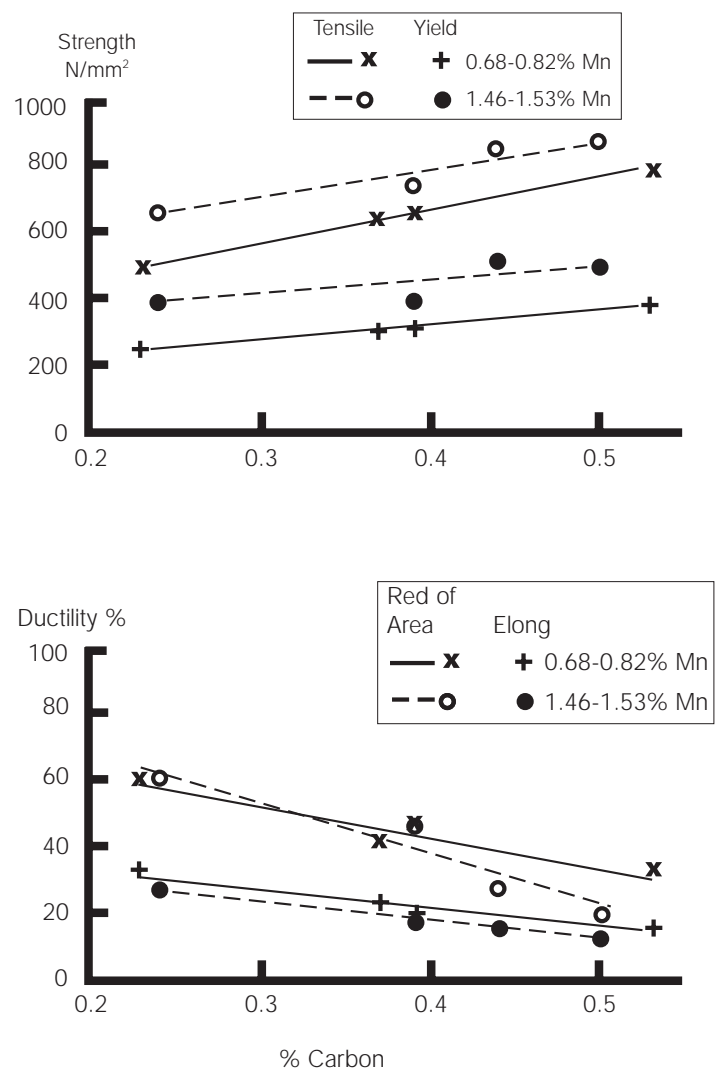 Strength
N/mm²
Tensile Yield
x + 0.68-0.82% Mn
1.46-1.53% Mn
1000
800
600
400
200
0
0.2 0.3 0.4 0.5
Ductility %
Red of
Area Elong
x + 0.68-0.82% Mn
1.46-1.53% Mn
100
80
60
40
20
0
0.2 0.3 0.4 0.5
% Carbon